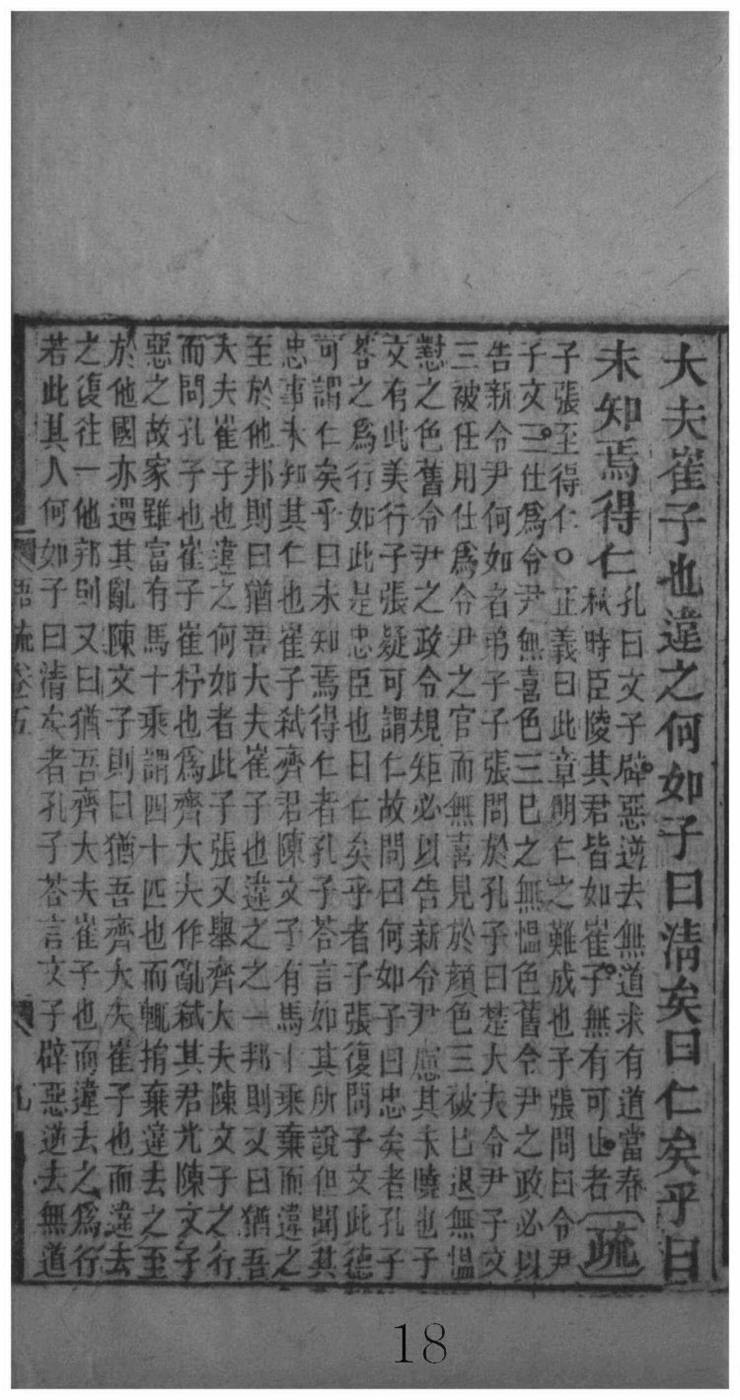 大夫崔子也違之何如子曰清矣曰仁矣乎曰
未知焉得仁
孔曰文子辟惡逆去無道求有道當春
秋時臣陵其君皆如崔子無有可止者
疏
子張至得仁○正義曰此章明仁之難成也子張問曰令尹
子文三仕爲令尹無喜色三已之無慍色舊令尹之政必以
告新令尹何如者弟子子張問於孔子曰楚大夫令尹子文
三被任用仕爲令尹之官而無喜見於顔色三被已退無慍
懟之色舊令尹之政令規矩必以告新令尹慮其未曉也子
文有此美行子張疑可謂仁故問曰何如子曰忠矣者孔子
荅之爲行如此是忠臣也曰仁矣乎者子張復問子文此德
可謂仁矣乎曰未知焉得仁者孔子荅言如其所說但聞其
忠事未知其仁也崔子弑齊君陳文子有馬十乘棄而違之
至於他邦則曰猶吾大夫崔子也違之之一邦則又曰猶吾
大夫崔子也違之何如者此子張又舉齊大夫陳文子之行
而問孔子也崔子崔杼也爲齊大夫作亂弑其君光陳文子
惡之故家雖富有馬十乘謂四十匹也而輒捐棄違去之至
於他國亦遇其亂陳文子則曰猶吾齊大夫崔子也而違去
之復往一他邦則又曰猶吾齊大夫崔子也而違去之爲行
若此其人何如子曰清矣者孔子荅言文子辟惡逆去無道
語疏卷五
九
18